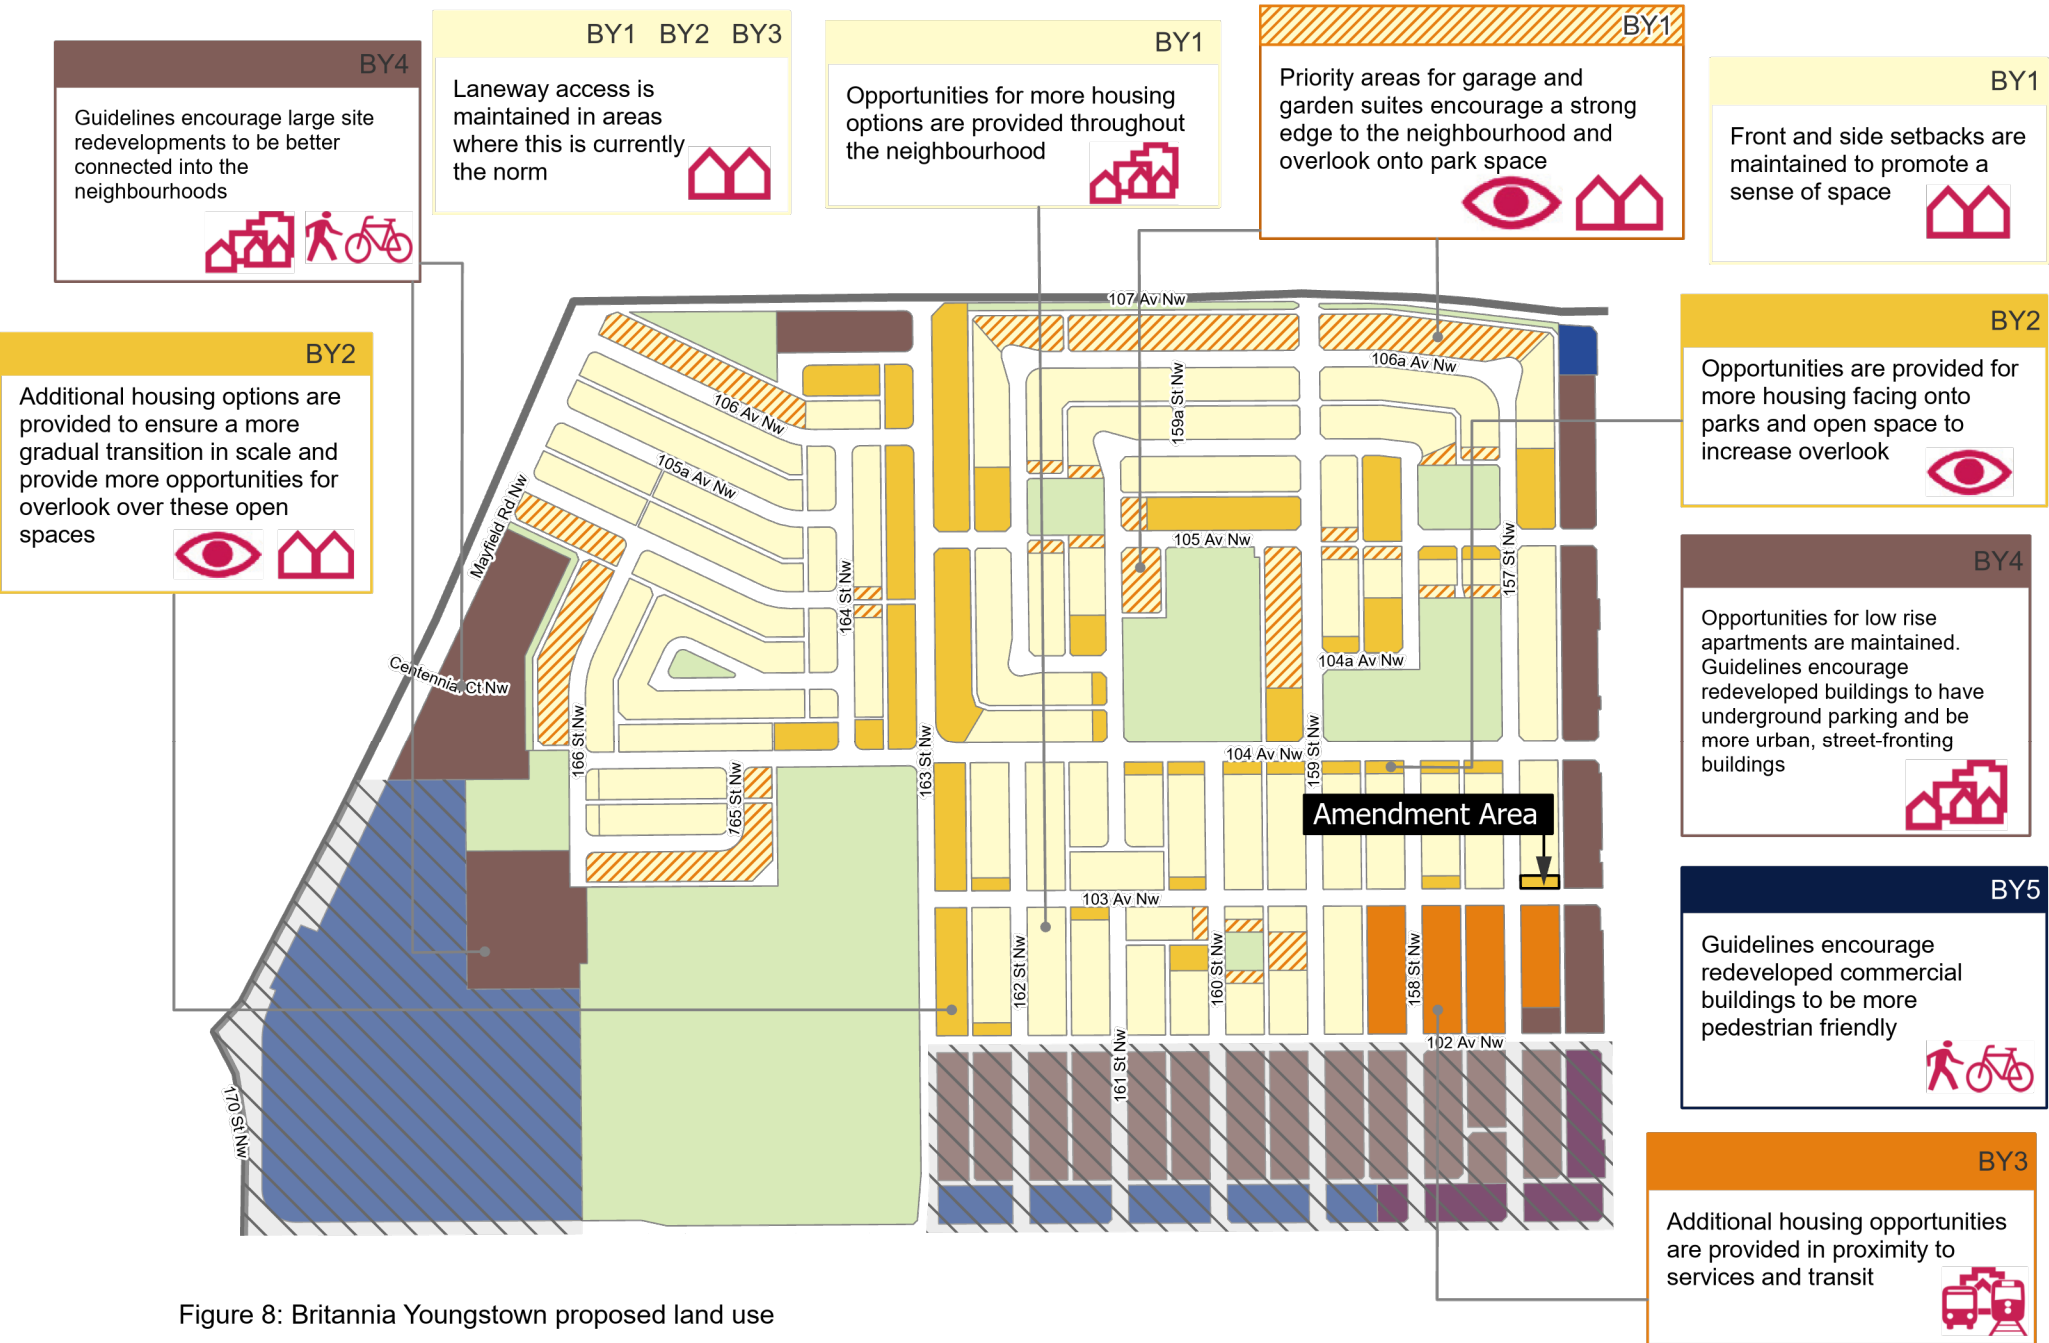 BY4
Guidelines encourage large site
redevelopments to be better
connected into the
neighbourhoods
BY1 BY2 BY3
Laneway access is
maintained in areas
where this is currently
the norm
BY1
Opportunities for more housing
options are provided throughout
the neighbourhood
BY1
Priority areas for garage and
garden suites encourage a strong
edge to the neighbourhood and
overlook onto park space
BY1
Front and side setbacks are
maintained to promote a
sense of space
BY2
Additional housing options are
provided to ensure a more
gradual transition in scale and
provide more opportunities for
overlook over these open
spaces
BY2
Opportunities are provided for
more housing facing onto
parks and open space to
increase overlook
BY4
Opportunities for low rise
apartments are maintained.
Guidelines encourage
redeveloped buildings to have
underground parking and be
more urban, street-fronting
buildings
BY5
Guidelines encourage
redeveloped commercial
buildings to be more
pedestrian friendly
BY3
Additional housing opportunities
are provided in proximity to
services and transit
107 Av Nw
106a Av Nw
159a St Nw
106 Av Nw
105a Av Nw
Mayfield Rd Nw
105 Av Nw
157 St Nw
164 St Nw
Centennial Ct Nw
104a Av Nw
166 St Nw
163 St Nw
104 Av Nw
159 St Nw
165 St Nw
Amendment Area
103 Av Nw
162 St Nw
160 St Nw
158 St Nw
102 Av Nw
161 St Nw
170 St Nw
Figure 8: Britannia Youngstown proposed land use